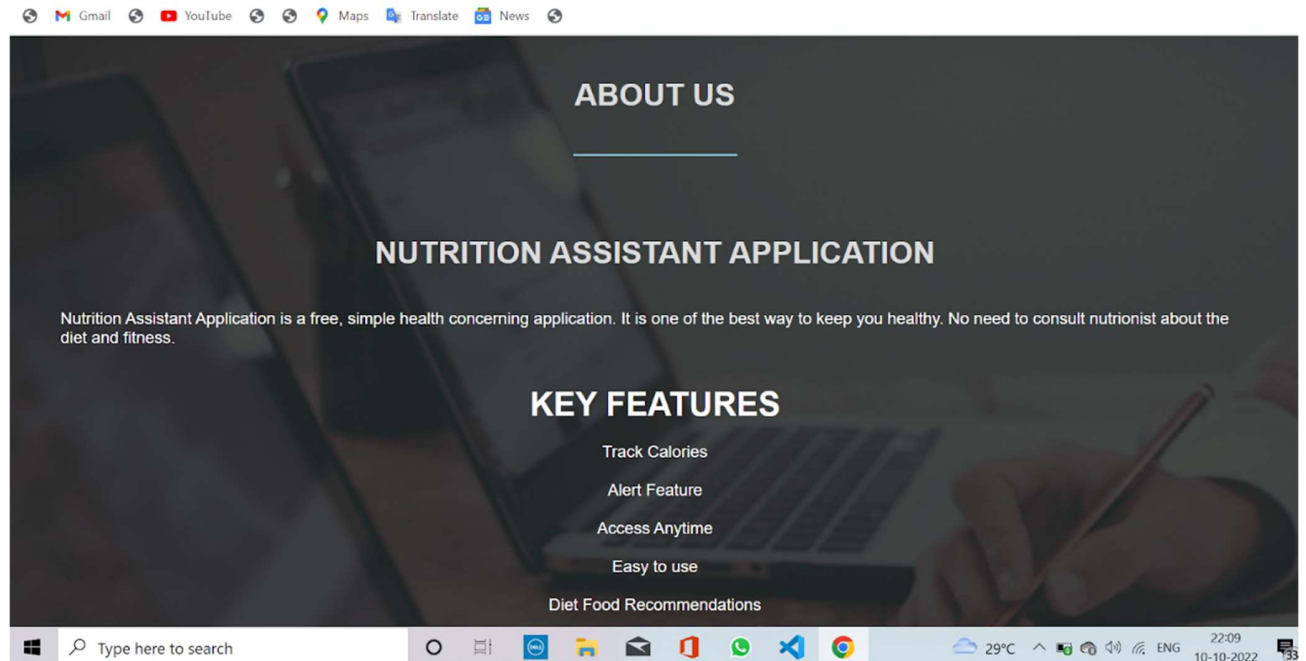 Gmail YouTube Maps Translate News
ABOUT US
NUTRITION ASSISTANT APPLICATION
Nutrition Assistant Application is a free, simple health concerning application. It is one of the best way to keep you healthy. No need to consult nutrionist about the
diet and fitness.
KEY FEATURES
Track Calories
Alert Feature
Access Anytime
Easy to use
Diet Food Recommendations
Type here to search
DELL
29°C ENG
22:09
10-10-2022
33